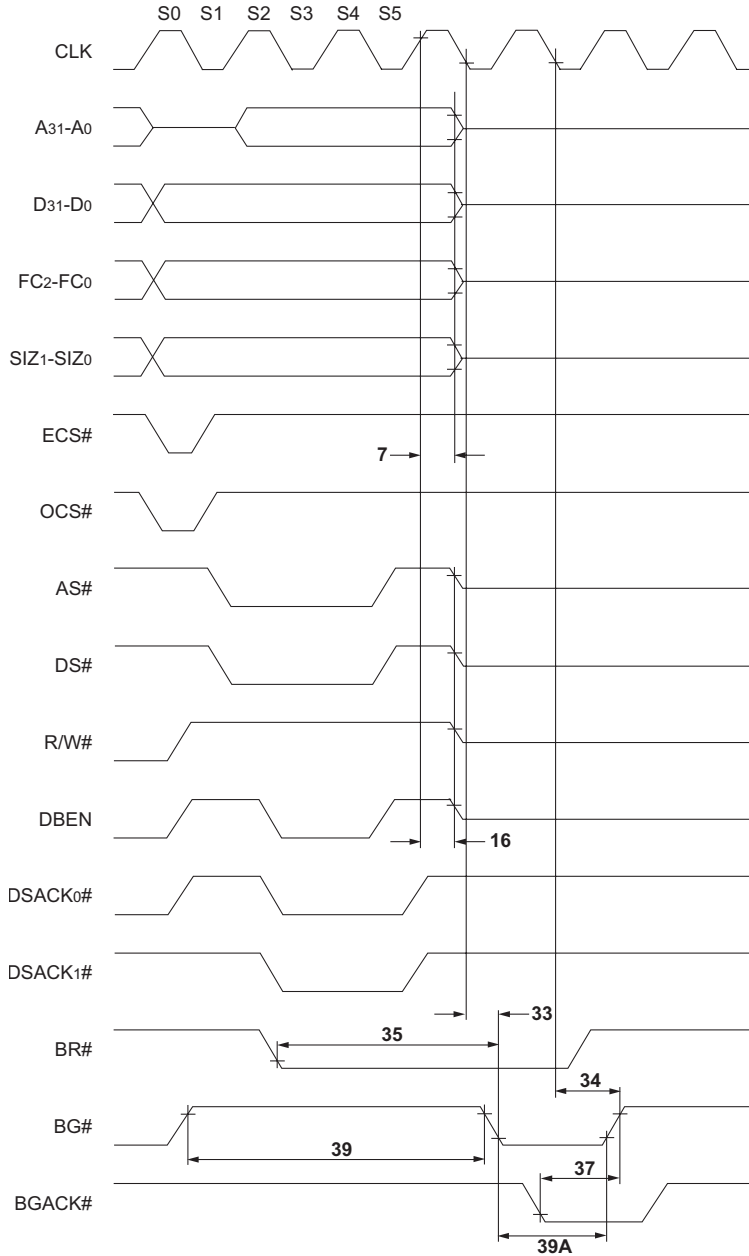 S0 S1 S2 S3 S4 S5
CLK
A31-A0
D31-D0
FC2-FC0
SIZ1-SIZ0
ECS#
7
OCS#
AS#
DS#
R/W#
DBEN
16
DSACK0#
DSACK1#
33
35
BR#
34
BG#
39
37
BGACK#
39A